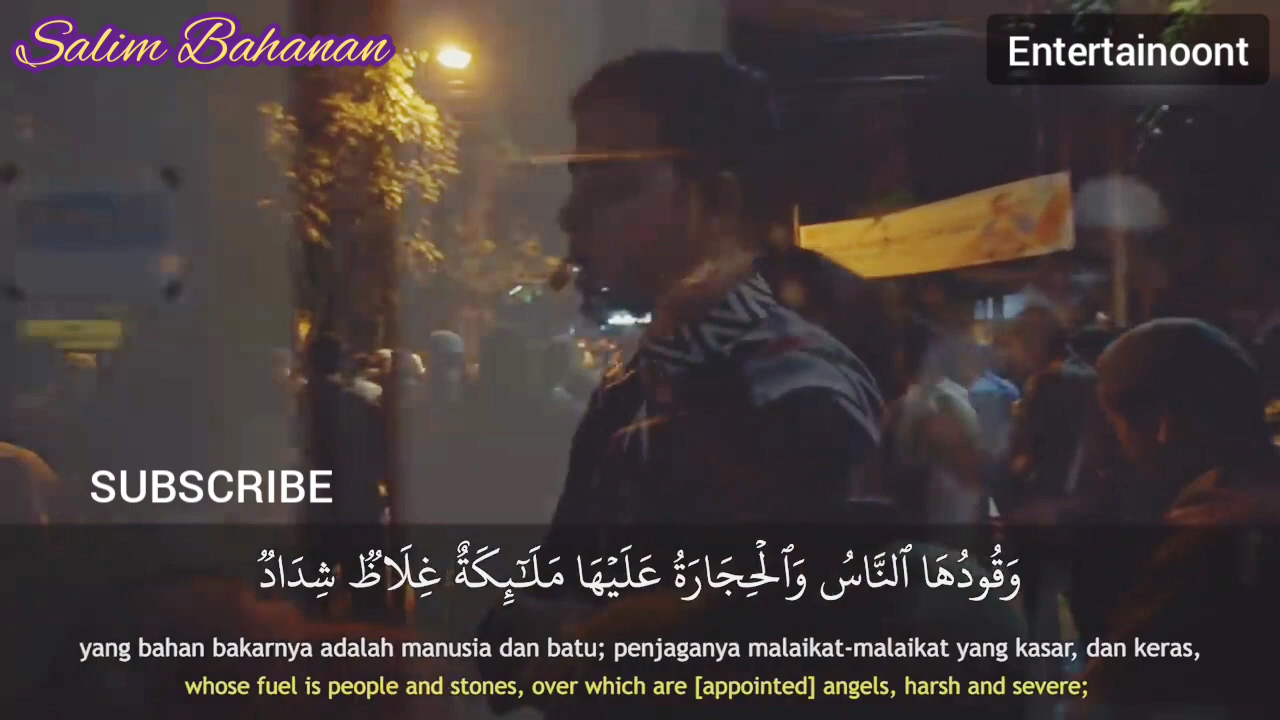 Salim Bahanan
Entertainoont
SUBSCRIBE
وَقُودُهَا ٱلنَّاسُ وَٱلْحِجَارَةُ عَلَيْهَا مَلَـٰٓئِكَةٌ غِلَاظٌ شِدَادٌ
yang bahan bakarnya adalah manusia dan batu; penjaganya malaikat-malaikat yang kasar, dan keras,
whose fuel is people and stones, over which are [appointed] angels, harsh and severe;